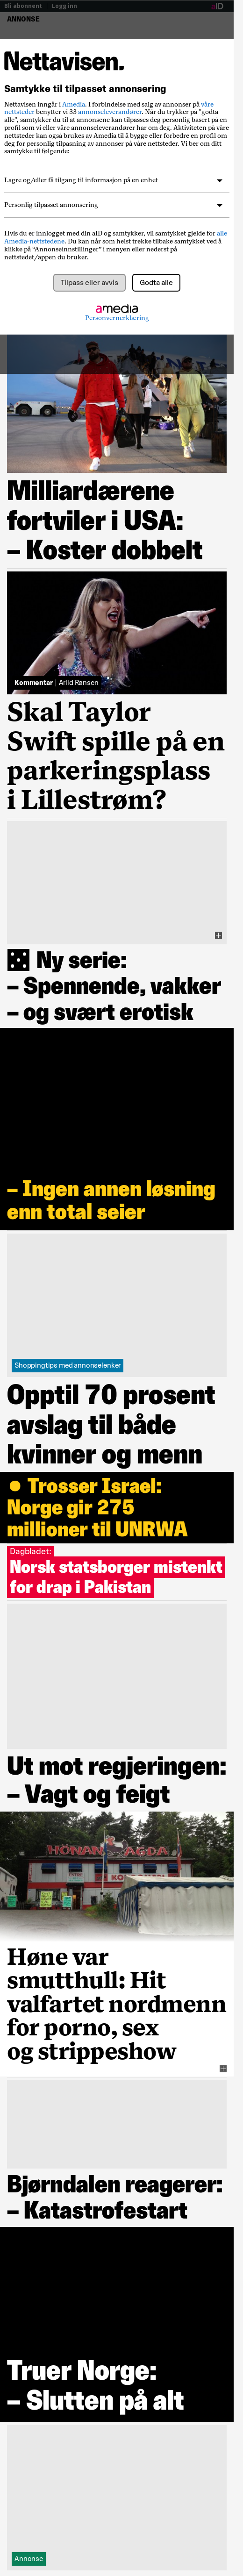 Bli abonnent | Logg inn
aID
ANNONSE
Nettavisen.
Samtykke til tilpasset annonsering
Nettavisen inngår i Amedia. I forbindelse med salg av annonser på våre
nettsteder benytter vi 33 annonseleverandører. Når du trykker på "godta
alle", samtykker du til at annonsene kan tilpasses deg personlig basert på en
profil som vi eller våre annonseleverandører har om deg. Aktiviteten din på våre
nettsteder kan også brukes av Amedia til å bygge eller forbedre en profil om
deg for personlig tilpasning av annonser på våre nettsteder. Vi ber om ditt
samtykke til følgende:
Lagre og/eller få tilgang til informasjon på en enhet
Personlig tilpasset annonsering
Hvis du er innlogget med din aID og samtykker, vil samtykket gjelde for alle
Amedia-nettstedene. Du kan når som helst trekke tilbake samtykket ved å
klikke på “Annonseinnstillinger” i menyen eller nederst på
nettstedet/appen du bruker.
Tilpass eller avvis
Godta alle
amedia
Personvernerklæring
Milliardærene
fortviler i USA:
– Koster dobbelt
Kommentar | Arild Rønsen
Skal Taylor
Swift spille på en
parkeringsplass
i Lillestrøm?
Ny serie:
– Spennende, vakker
– og svært erotisk
– Ingen annen løsning
enn total seier
Shoppingtips med annonselenker
Opptil 70 prosent
avslag til både
kvinner og menn
● Trosser Israel:
Norge gir 275
millioner til UNRWA
Dagbladet:
Norsk statsborger mistenkt
for drap i Pakistan
Ut mot regjeringen:
– Vagt og feigt
HÖNAN AGDA
Høne var
smutthull: Hit
valfartet nordmenn
for porno, sex
og strippeshow
Bjørndalen reagerer:
– Katastrofestart
Truer Norge:
– Slutten på alt
Annonse